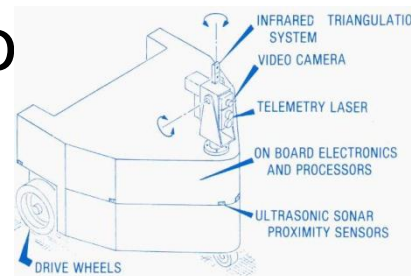 INFRARED TRIANGULATION
SYSTEM
VIDEO CAMERA
TELEMETRY LASER
ON BOARD ELECTRONICS
AND PROCESSORS
ULTRASONIC SONAR
PROXIMITY SENSORS
DRIVE WHEELS